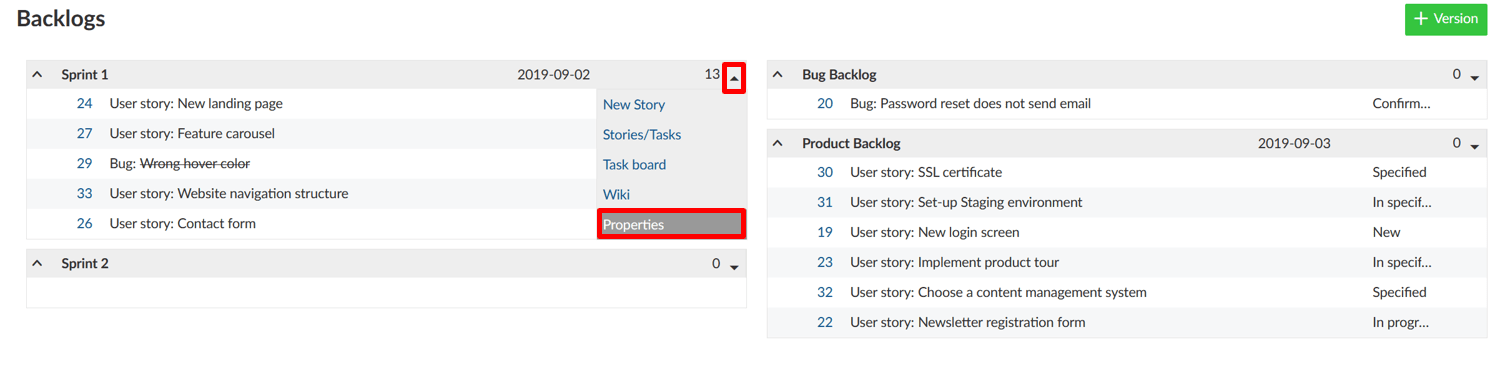 Backlogs
+ Version
Sprint 1 2019-09-02 13
24 User story: New landing page
27 User story: Feature carousel
29 Bug: Wrong hover color
33 User story: Website navigation structure
26 User story: Contact form
New Story
Stories/Tasks
Task board
Wiki
Properties
Sprint 2 0
Bug Backlog 0
20 Bug: Password reset does not send email Confirm...
Product Backlog 2019-09-03 0
30 User story: SSL certificate Specified
31 User story: Set-up Staging environment In specif...
19 User story: New login screen New
23 User story: Implement product tour In specif...
32 User story: Choose a content management system Specified
22 User story: Newsletter registration form In progr...